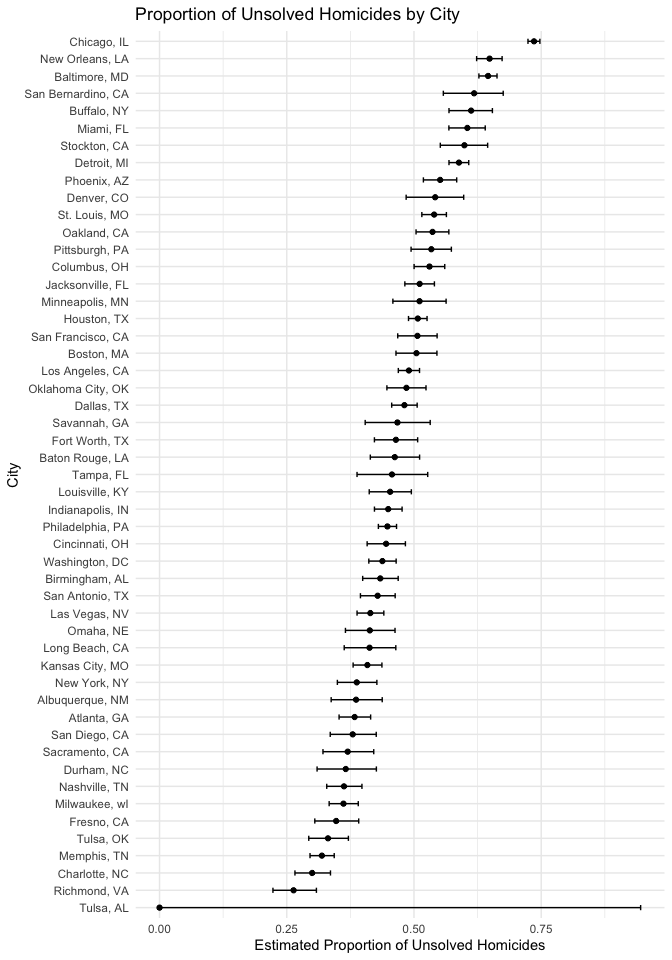 Proportion of Unsolved Homicides by City
Chicago, IL
New Orleans, LA
Baltimore, MD
San Bernardino, CA
Buffalo, NY
Miami, FL
Stockton, CA
Detroit, MI
Phoenix, AZ
Denver, CO
St. Louis, MO
Oakland, CA
Pittsburgh, PA
Columbus, OH
Jacksonville, FL
Minneapolis, MN
Houston, TX
San Francisco, CA
Boston, MA
Los Angeles, CA
Oklahoma City, OK
Dallas, TX
Savannah, GA
Fort Worth, TX
Baton Rouge, LA
Tampa, FL
Louisville, KY
Indianapolis, IN
Philadelphia, PA
Cincinnati, OH
Washington, DC
Birmingham, AL
San Antonio, TX
Las Vegas, NV
Omaha, NE
Long Beach, CA
Kansas City, MO
New York, NY
Albuquerque, NM
Atlanta, GA
San Diego, CA
Sacramento, CA
Durham, NC
Nashville, TN
Milwaukee, wI
Fresno, CA
Tulsa, OK
Memphis, TN
Charlotte, NC
Richmond, VA
Tulsa, AL
City
0.00 0.25 0.50 0.75
Estimated Proportion of Unsolved Homicides